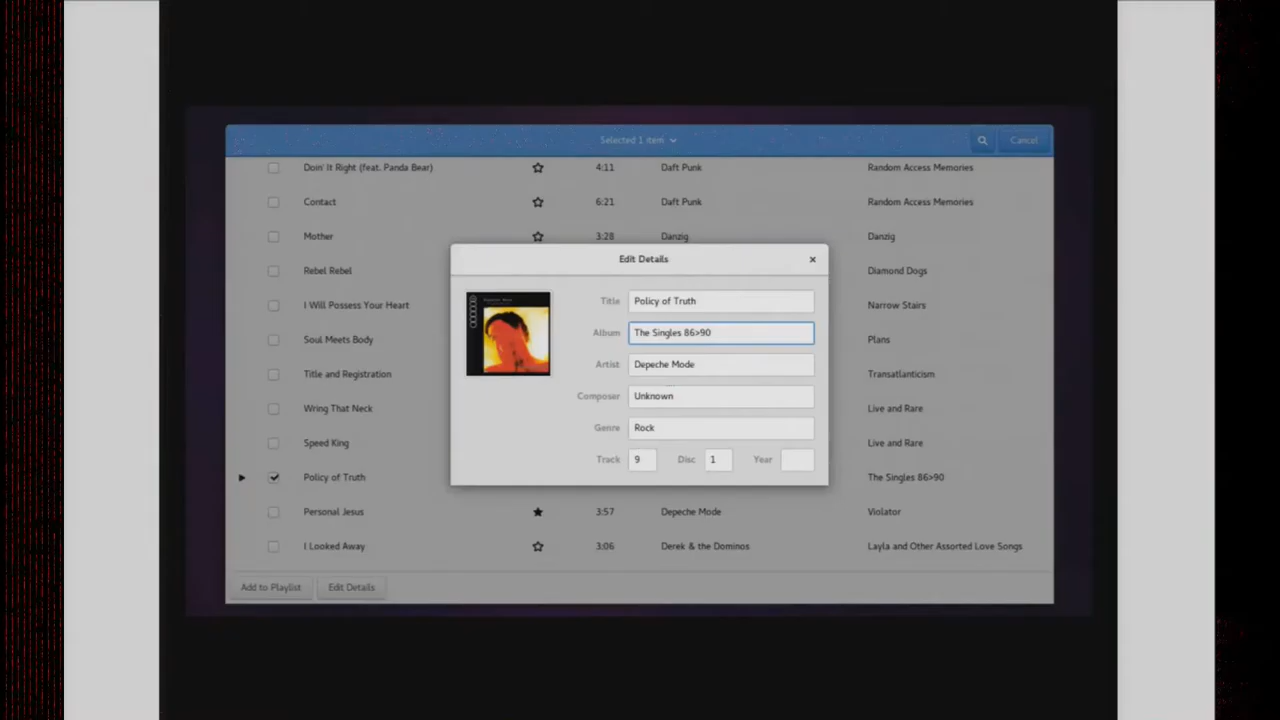 Selected 1 item
Cancel
Doin' It Right (feat. Panda Bear) 4:11 Daft Punk Random Access Memories
Contact 6:21 Daft Punk Random Access Memories
Mother 3:28 Danzig Danzig
Rebel Rebel Diamond Dogs
I Will Possess Your Heart Narrow Stairs
Soul Meets Body Plans
Title and Registration Transatlanticism
Wring That Neck Live and Rare
Speed King Live and Rare
Policy of Truth The Singles 86>90
Personal Jesus 3:57 Depeche Mode Violator
I Looked Away 3:06 Derek & the Dominos Layla and Other Assorted Love Songs
Add to Playlist Edit Details
Edit Details
Title Policy of Truth
Album The Singles 86>90
Artist Depeche Mode
Composer Unknown
Genre Rock
Track 9 Disc 1 Year